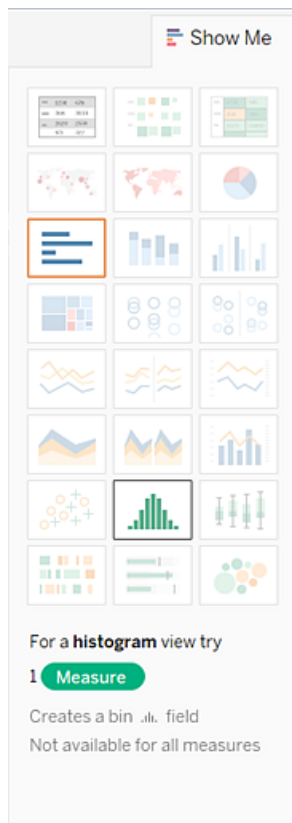 Show Me
For a histogram view try
1 Measure
Creates a bin field
Not available for all measures